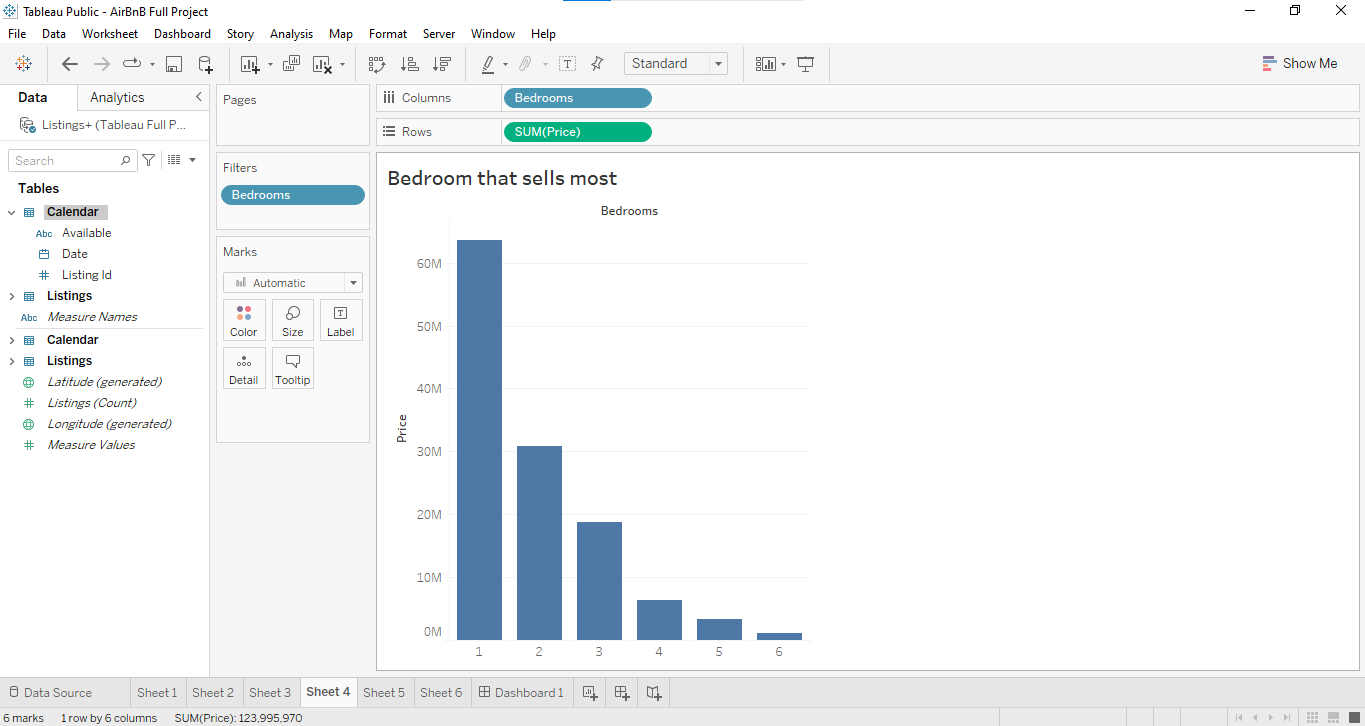 Tableau Public - AirBnB Full Project
File Data Worksheet Dashboard Story Analysis Map Format Server Window Help
Standard
Show Me
Data Analytics
Listings+ (Tableau Full P...
Search
Tables
Calendar
Abc Available
Date
Listing Id
Listings
Abc Measure Names
Calendar
Listings
Latitude (generated)
Listings (Count)
Longitude (generated)
Measure Values
Pages
Filters
Bedrooms
Marks
Automatic
Color Size Label
Detail Tooltip
Columns Bedrooms
Rows SUM(Price)
Bedroom that sells most
Bedrooms
60M
50M
40M
30M
20M
10M
0M
Price
1 2 3 4 5 6
Data Source Sheet 1 Sheet 2 Sheet 3 Sheet 4 Sheet 5 Sheet 6 Dashboard 1
6 marks 1 row by 6 columns SUM(Price): 123,995,970